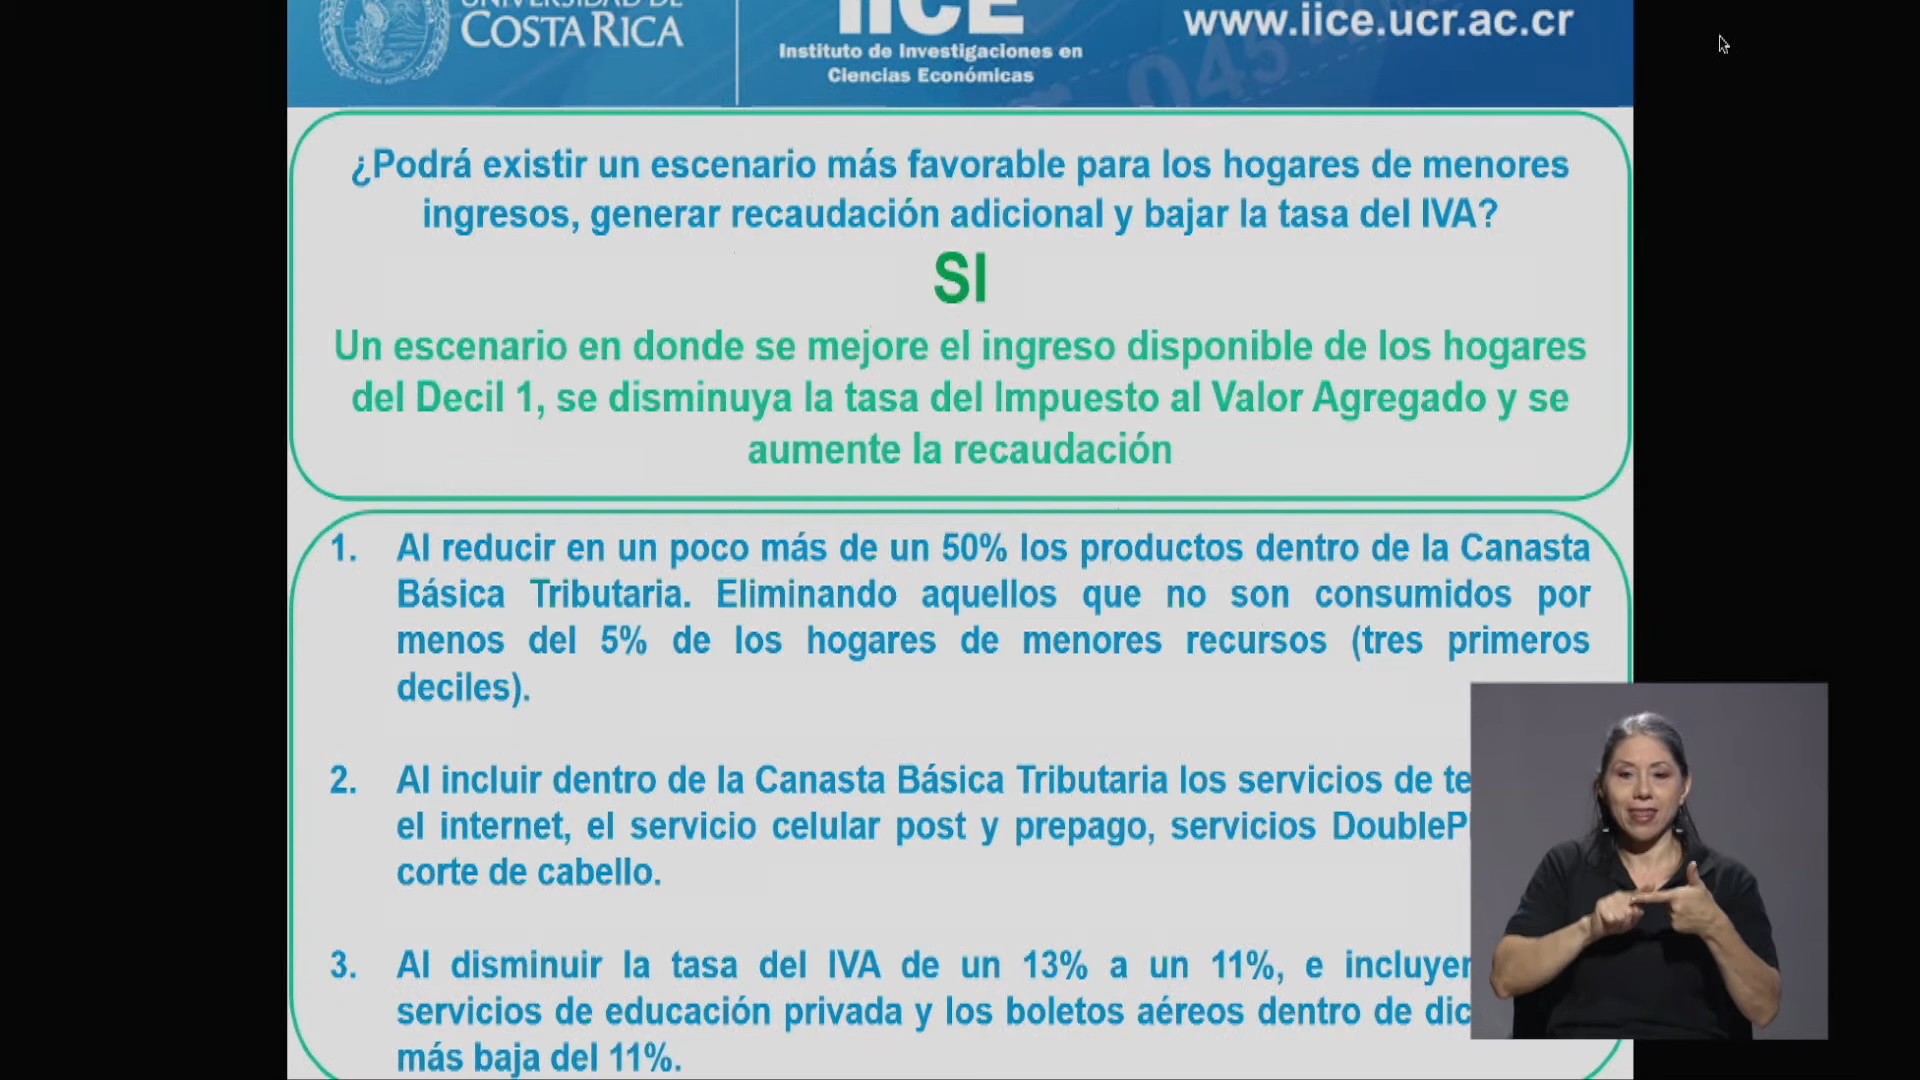 COSTA RICA
IICE
Instituto de Investigaciones en
Ciencias Económicas
www.iice.ucr.ac.cr
045
¿Podrá existir un escenario más favorable para los hogares de menores
ingresos, generar recaudación adicional y bajar la tasa del IVA?
SI
Un escenario en donde se mejore el ingreso disponible de los hogares
del Decil 1, se disminuya la tasa del Impuesto al Valor Agregado y se
aumente la recaudación
1. Al reducir en un poco más de un 50% los productos dentro de la Canasta
Básica Tributaria. Eliminando aquellos que no son consumidos por
menos del 5% de los hogares de menores recursos (tres primeros
deciles).
2. Al incluir dentro de la Canasta Básica Tributaria los servicios de
el internet, el servicio celular post y prepago, servicios
corte de cabello.
3. Al disminuir la tasa del IVA de un 13% a un 11%, e
servicios de educación privada y los boletos aéreos dentro de
más baja del 11%.